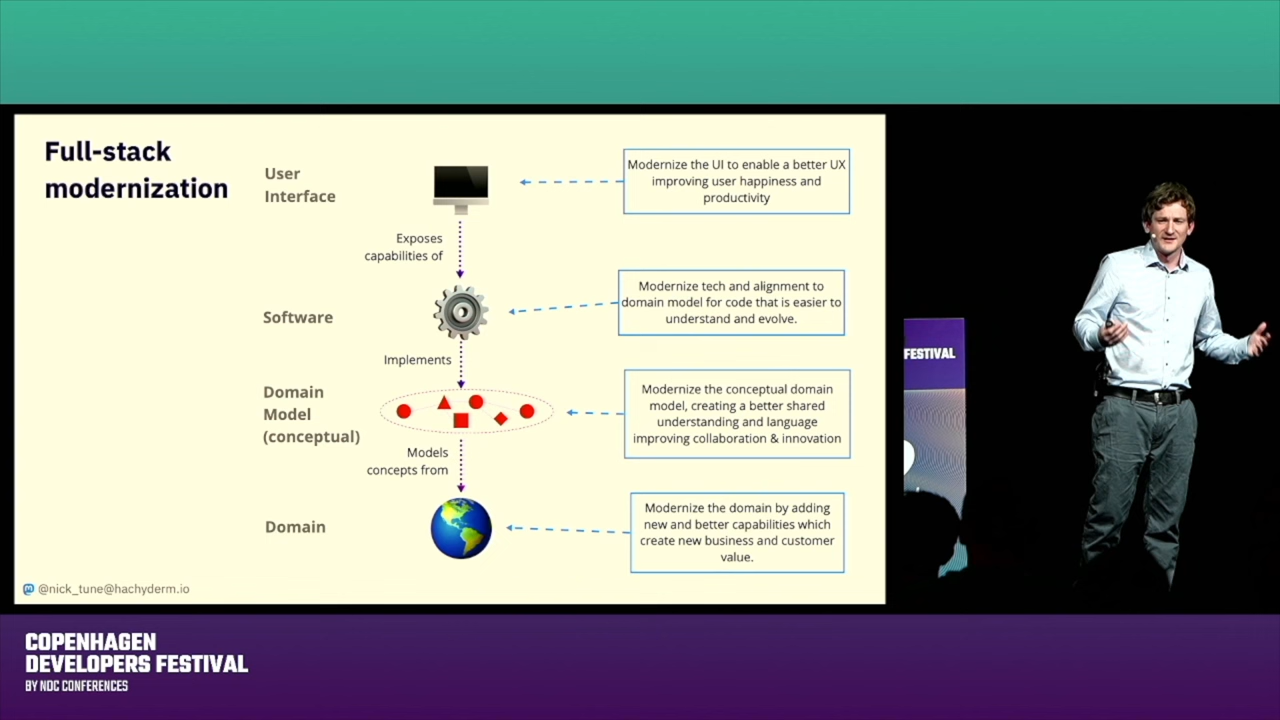 Full-stack
modernization
User
Interface
Modernize the UI to enable a better UX
improving user happiness and
productivity
Exposes
capabilities of
Software
Modernize tech and alignment to
domain model for code that is easier to
understand and evolve.
Implements
Domain
Model
(conceptual)
Modernize the conceptual domain
model, creating a better shared
understanding and language
improving collaboration & innovation
Models
concepts from
Domain
Modernize the domain by adding
new and better capabilities which
create new business and customer
value.
@nick_tune@hachyderm.io
FESTIVAL
COPENHAGEN
DEVELOPERS FESTIVAL
BY NDC CONFERENCES